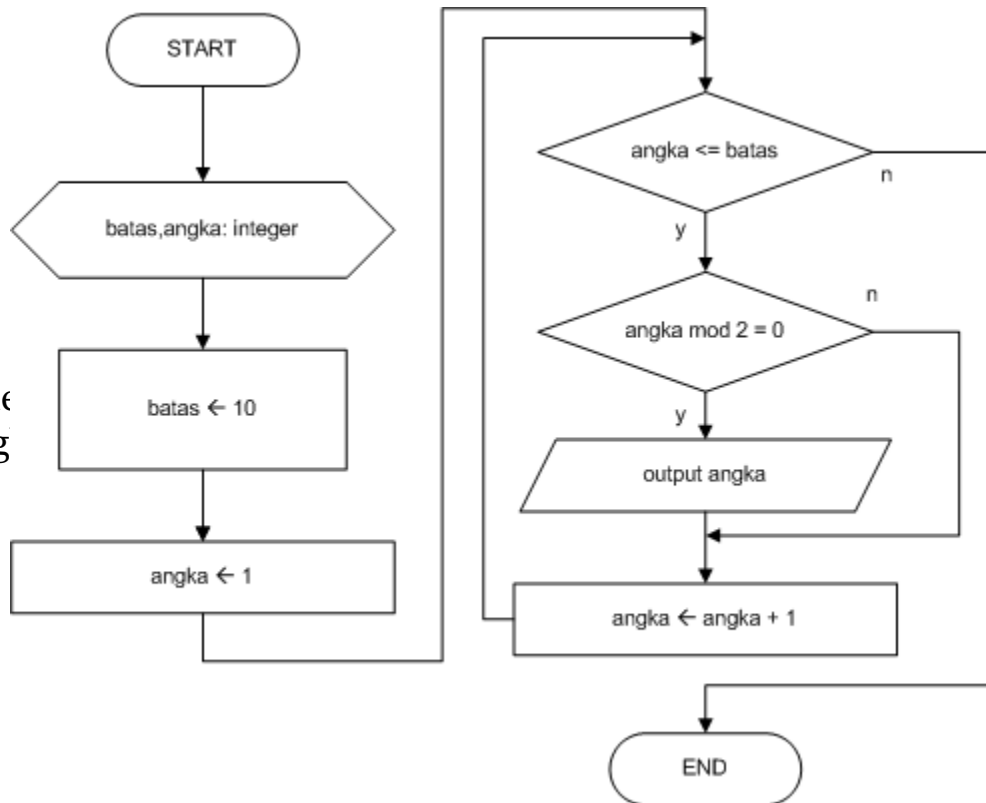 START
batas,angka: integer
batas ← 10
angka ← 1
angka <= batas
n
y
angka mod 2 = 0
n
y
output angka
angka ← angka + 1
END